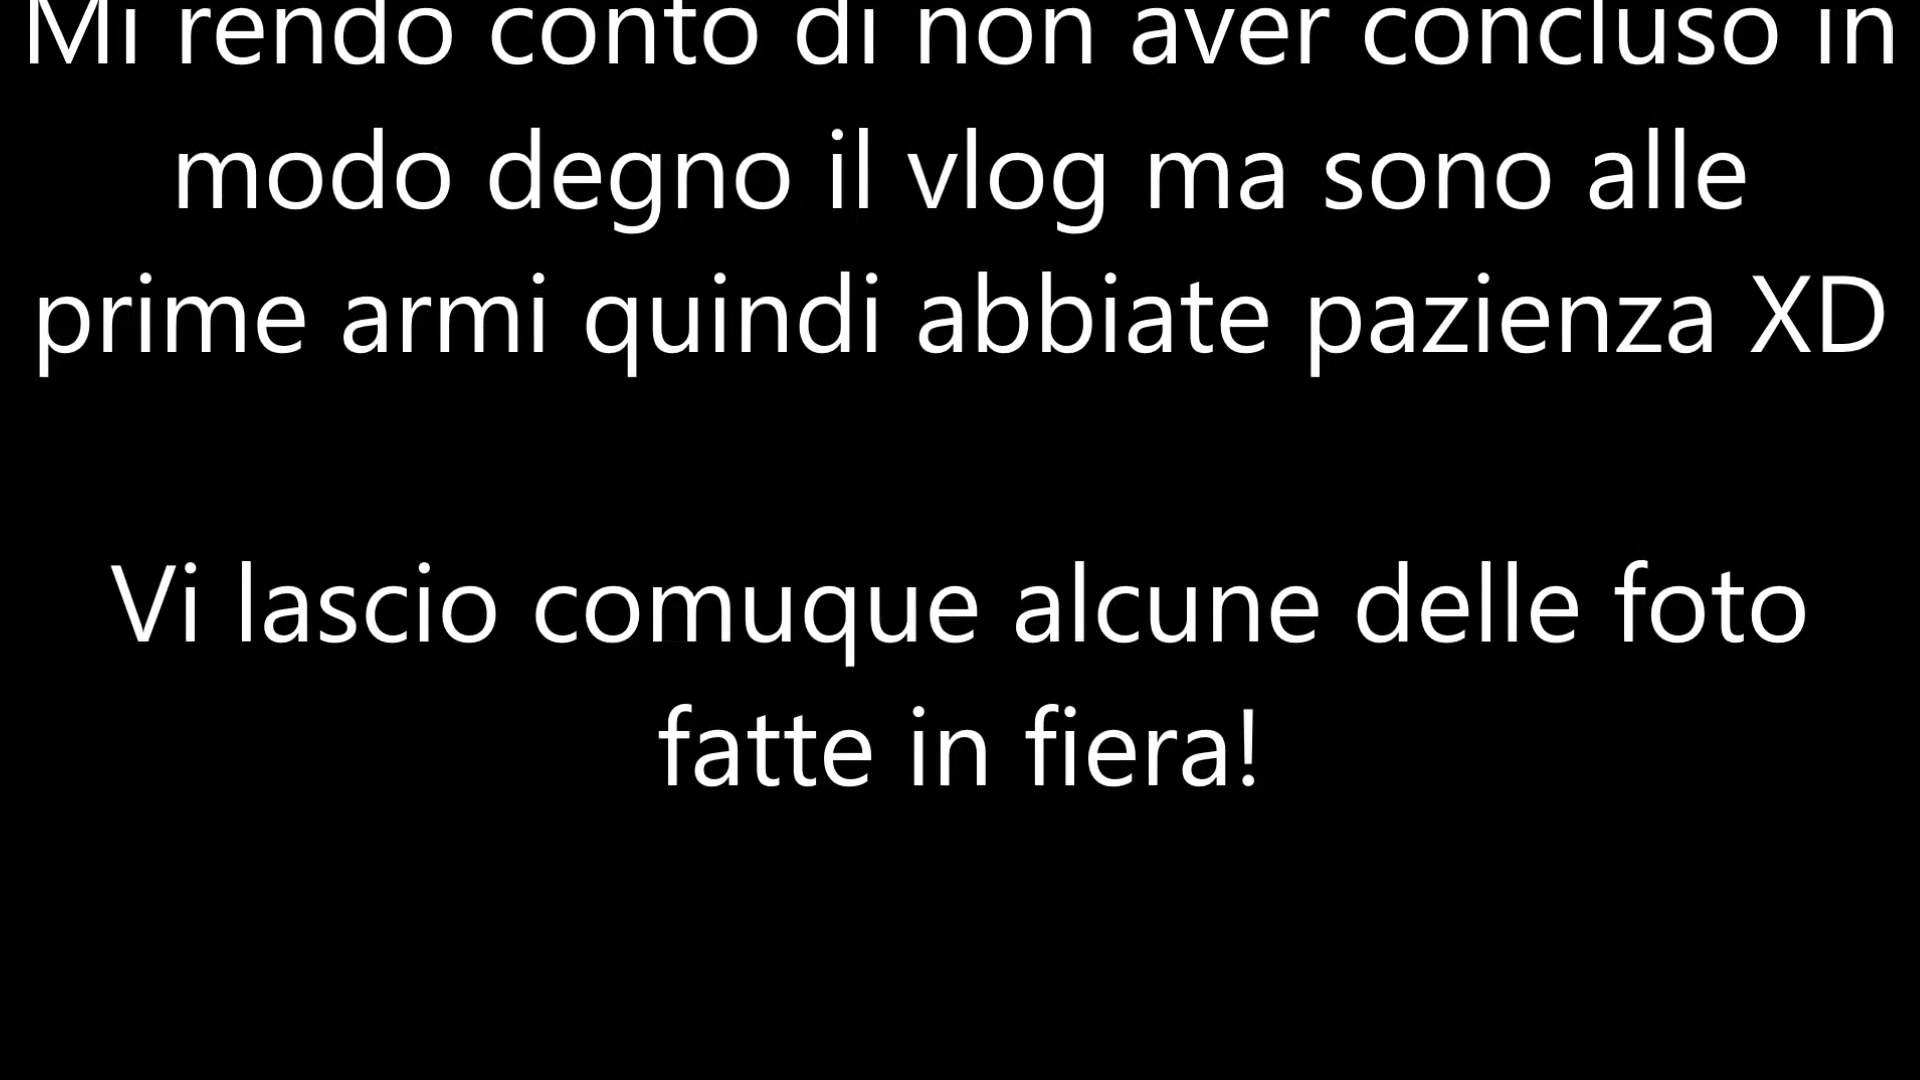 Mi rendo conto di non aver concluso in
modo degno il vlog ma sono alle
prime armi quindi abbiate pazienza XD
Vi lascio comuque alcune delle foto
fatte in fiera!